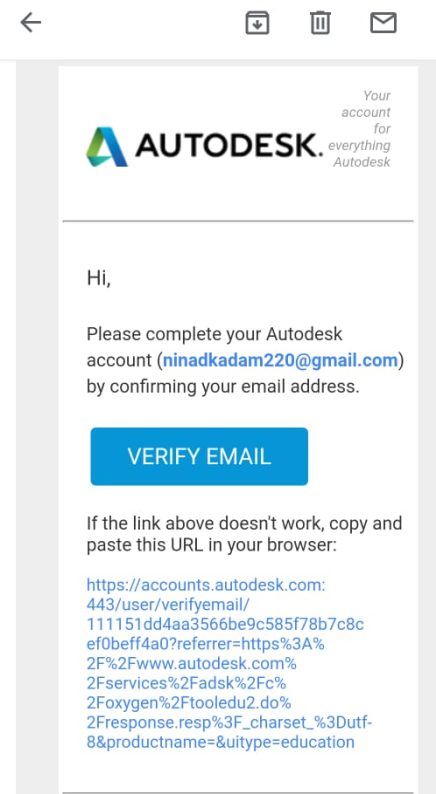 Your
account
for
everything
Autodesk
AUTODESK.
Hi,
Please complete your Autodesk
account (ninadkadam220@gmail.com)
by confirming your email address.
VERIFY EMAIL
If the link above doesn't work, copy and
paste this URL in your browser:
https://accounts.autodesk.com:
443/user/verifyemail/
111151dd4aa3566be9c585f78b7c8c
ef0beff4a0?referrer=https%3A%
2F%2Fwww.autodesk.com%
2Fservices%2Fadsk%2Fc%
2Foxygen%2Ftooledu2.do%
2Fresponse.resp%3F_charset_%3Dutf-
8&productname=&uitype=education